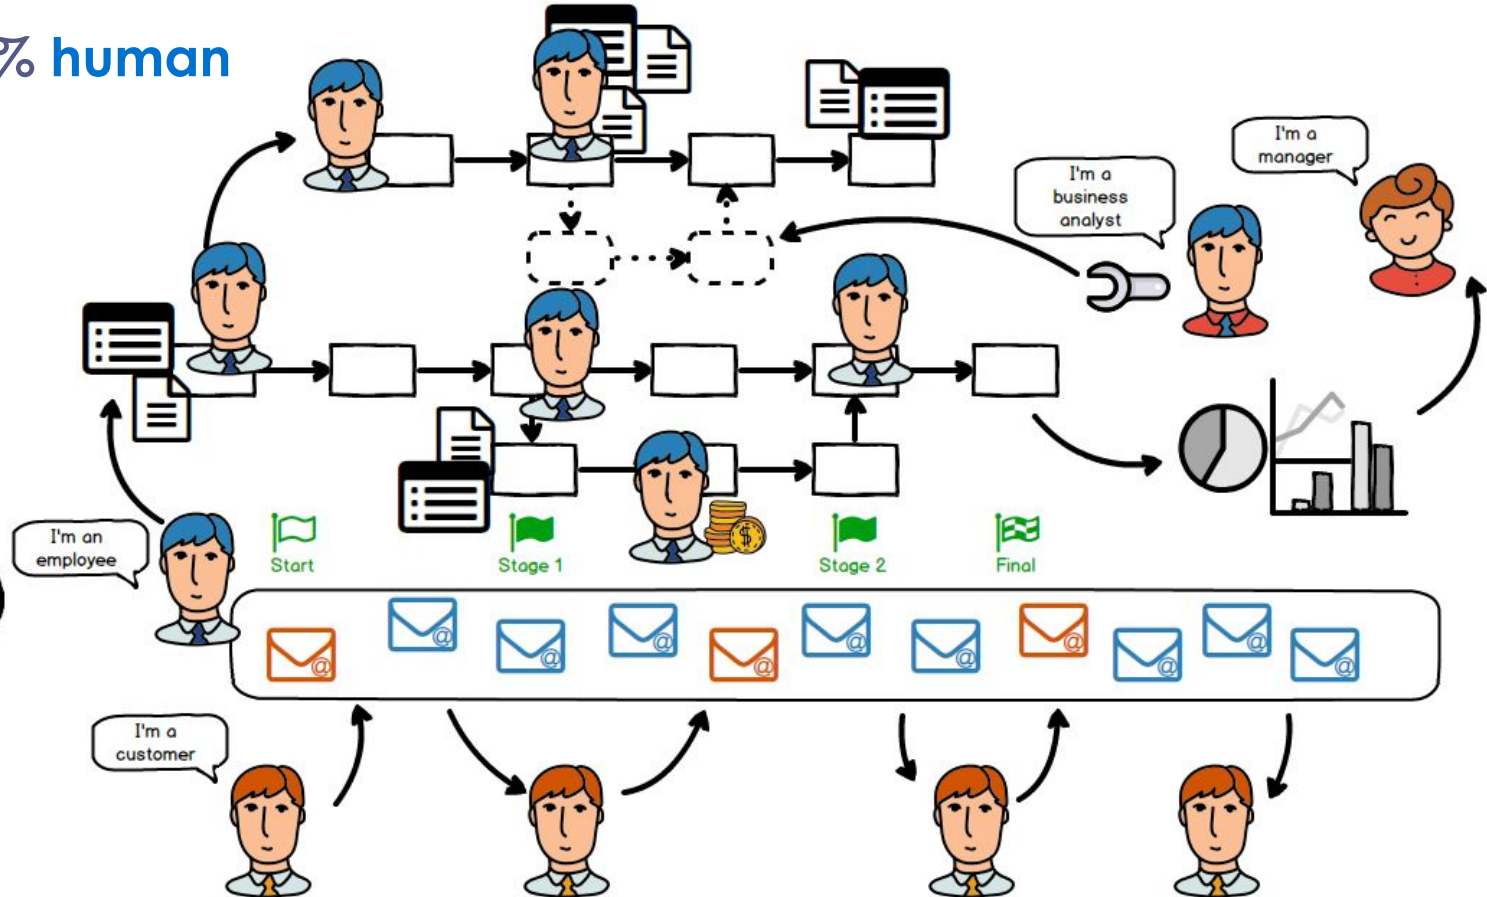 % human
I'm a
manager
I'm a
business
analyst
I'm an
employee
Start
Stage 1
Stage 2
Final
I'm a
customer